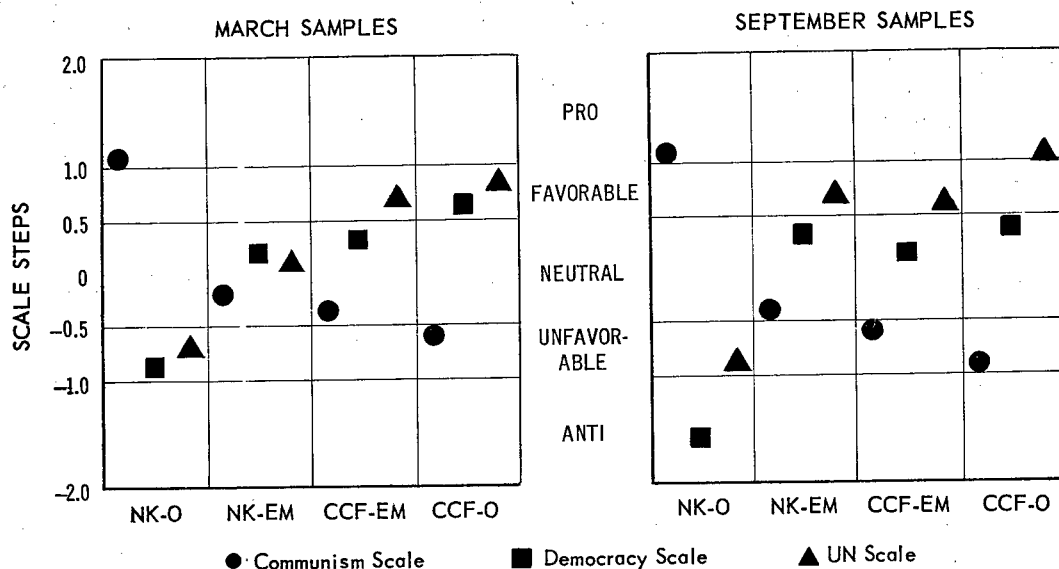 MARCH SAMPLES
SEPTEMBER SAMPLES
SCALE STEPS
2.0
1.0
0.5
0
−0.5
−1.0
−2.0
PRO
FAVORABLE
NEUTRAL
UNFAVOR-
ABLE
ANTI
NK-O NK-EM CCF-EM CCF-O
NK-O NK-EM CCF-EM CCF-O
Communism Scale Democracy Scale UN Scale